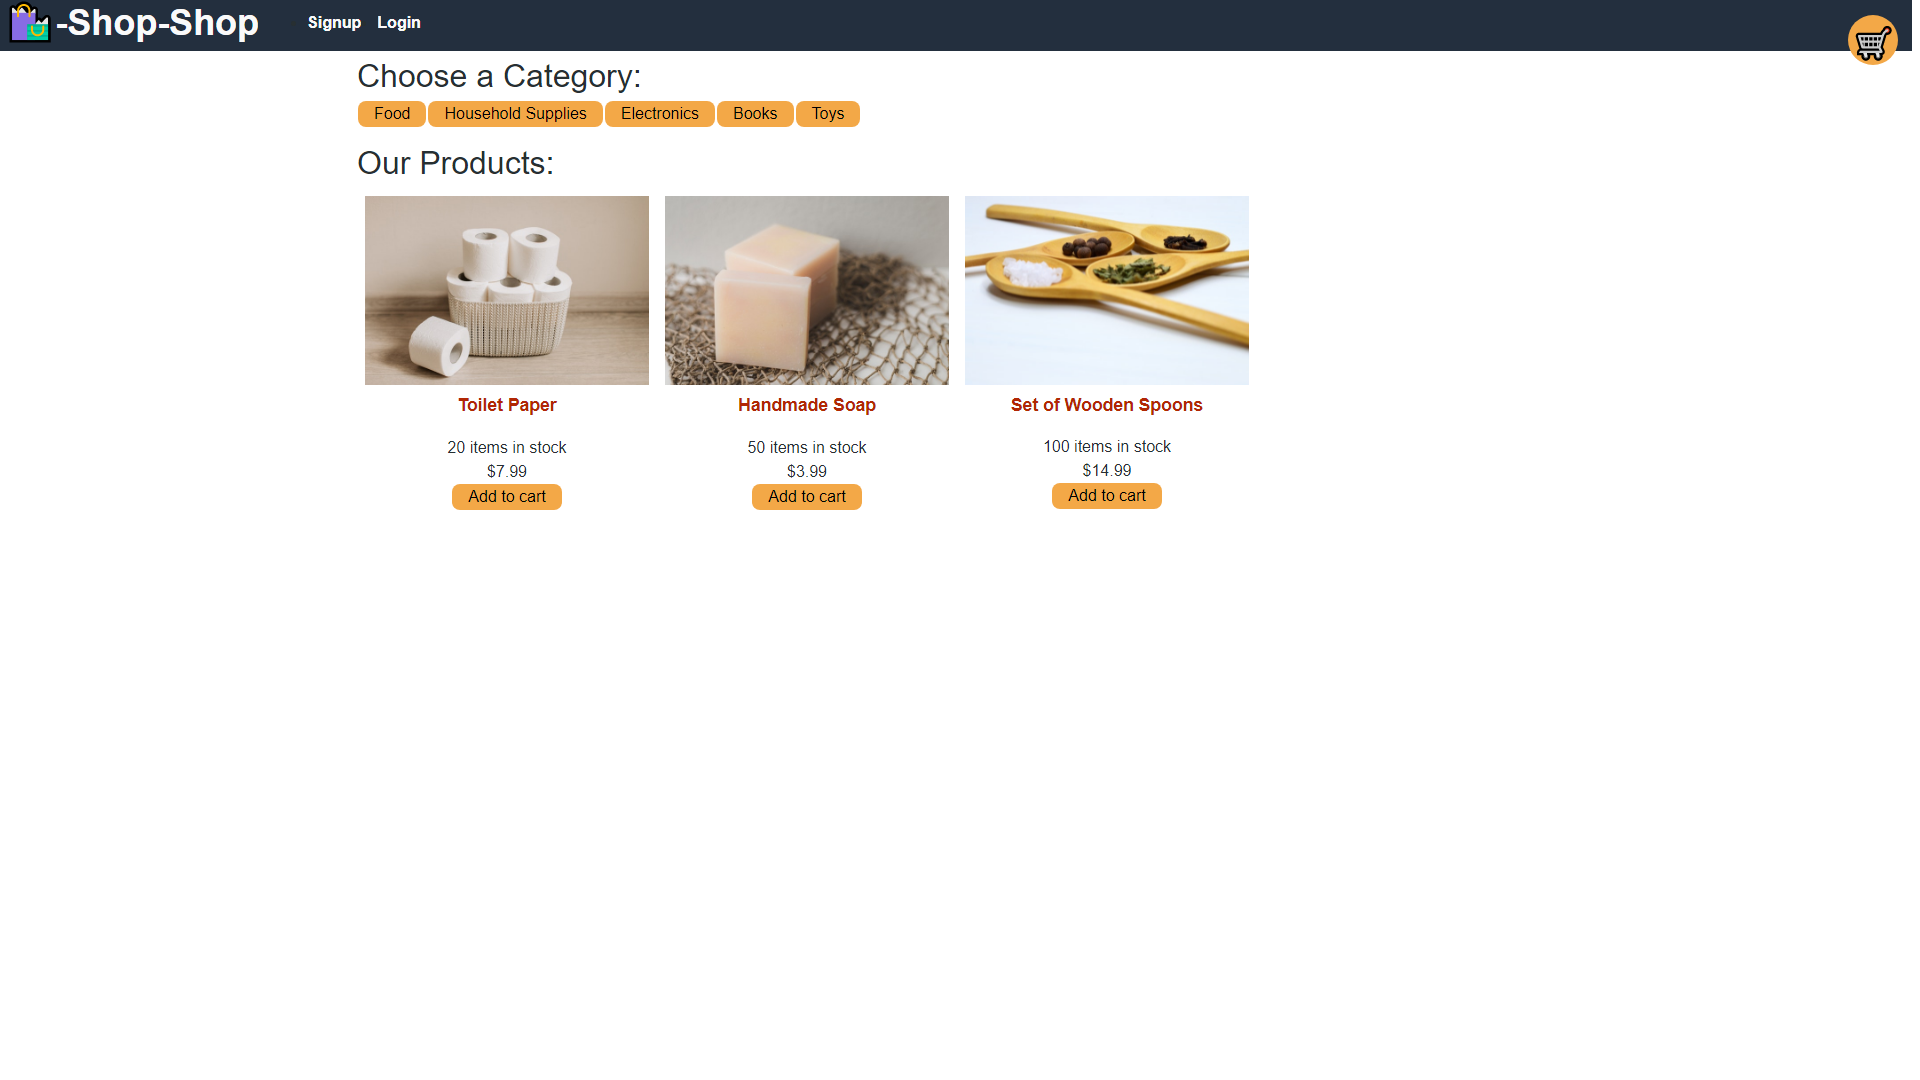 -Shop-Shop
Signup Login
Choose a Category:
Food Household Supplies Electronics Books Toys
Our Products:
Toilet Paper Handmade Soap Set of Wooden Spoons
20 items in stock 50 items in stock 100 items in stock
$7.99 $3.99 $14.99
Add to cart Add to cart Add to cart